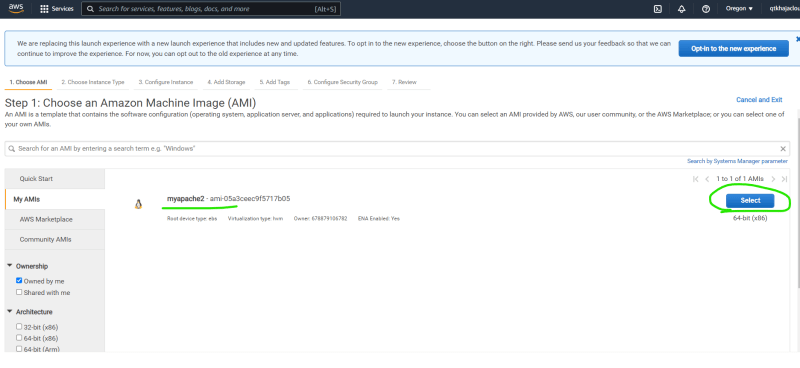 aws
Services
Search for services, features, blogs, docs, and more
[Alt+S]
Oregon
qtkhajaclou
We are replacing this launch experience with a new launch experience that includes new and updated features. To opt in to the new experience, choose the button on the right. Please send us your feedback so that we can
continue to improve the experience. For now, you can opt out to the old experience at any time.
Opt-in to the new experience
1. Choose AMI
2. Choose Instance Type
3. Configure Instance
4. Add Storage
5. Add Tags
6. Configure Security Group
7. Review
Step 1: Choose an Amazon Machine Image (AMI)
Cancel and Exit
An AMI is a template that contains the software configuration (operating system, application server, and applications) required to launch your instance. You can select an AMI provided by AWS, our user community, or the AWS Marketplace; or you can select one of
your own AMIs.
Search for an AMI by entering a search term e.g. "Windows"
Search by Systems Manager parameter
Quick Start
My AMIs
AWS Marketplace
Community AMIs
Ownership
Owned by me
Shared with me
Architecture
32-bit (x86)
64-bit (x86)
64-bit (Arm)
1 to 1 of 1 AMIs
myapache2 - ami-05a3ceec9f5717b05
Select
Root device type: ebs
Virtualization type: hvm
Owner: 678879106782
ENA Enabled: Yes
64-bit (x86)